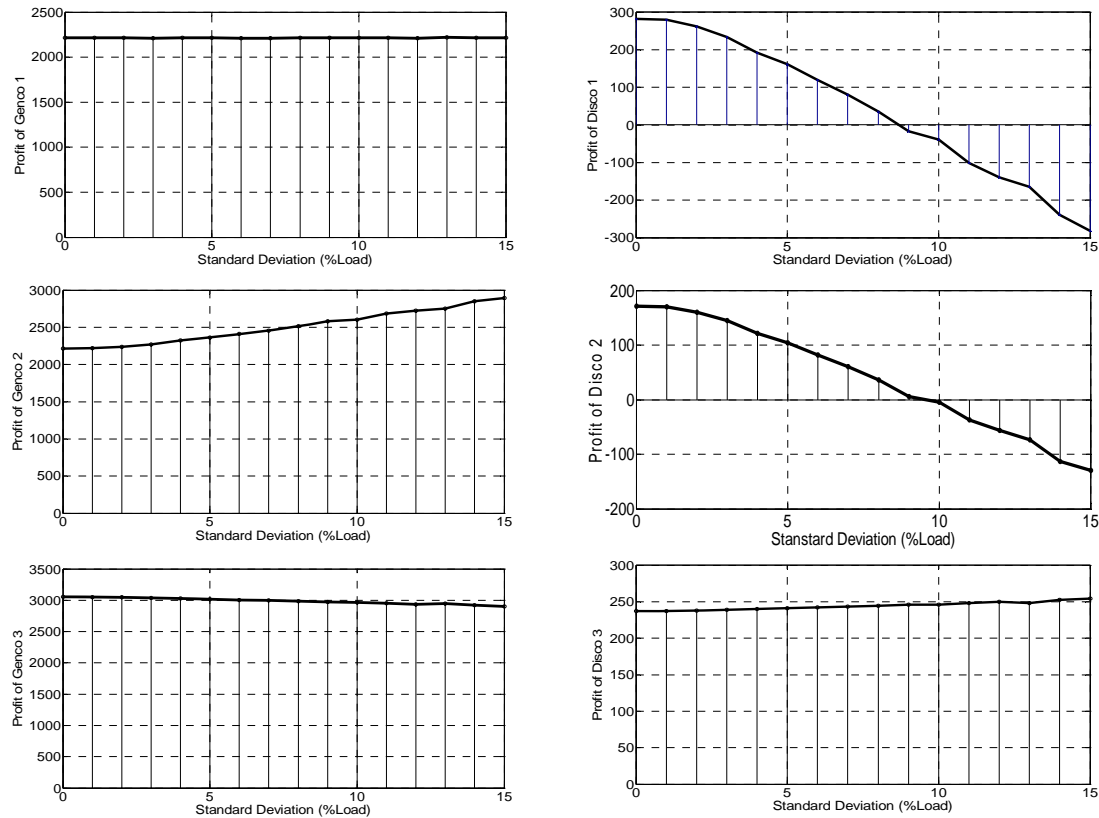 2500
2000
1500
1000
500
0
Profit of Genco 1
0 5 10 15
Standard Deviation (%Load)
300
200
100
0
-100
-200
-300
Profit of Disco 1
0 5 10 15
Standard Deviation (%Load)
3000
2500
2000
1500
1000
500
0
Profit of Genco 2
0 5 10 15
Standard Deviation (%Load)
200
100
0
-100
-200
Profit of Disco 2
0 5 10 15
Stanstard Deviation (%Load)
3500
3000
2500
2000
1500
1000
500
0
Profit of Genco 3
0 5 10 15
Standard Deviation (%Load)
300
250
200
150
100
50
0
Profit of Disco 3
0 5 10 15
Standard Deviation (%Load)